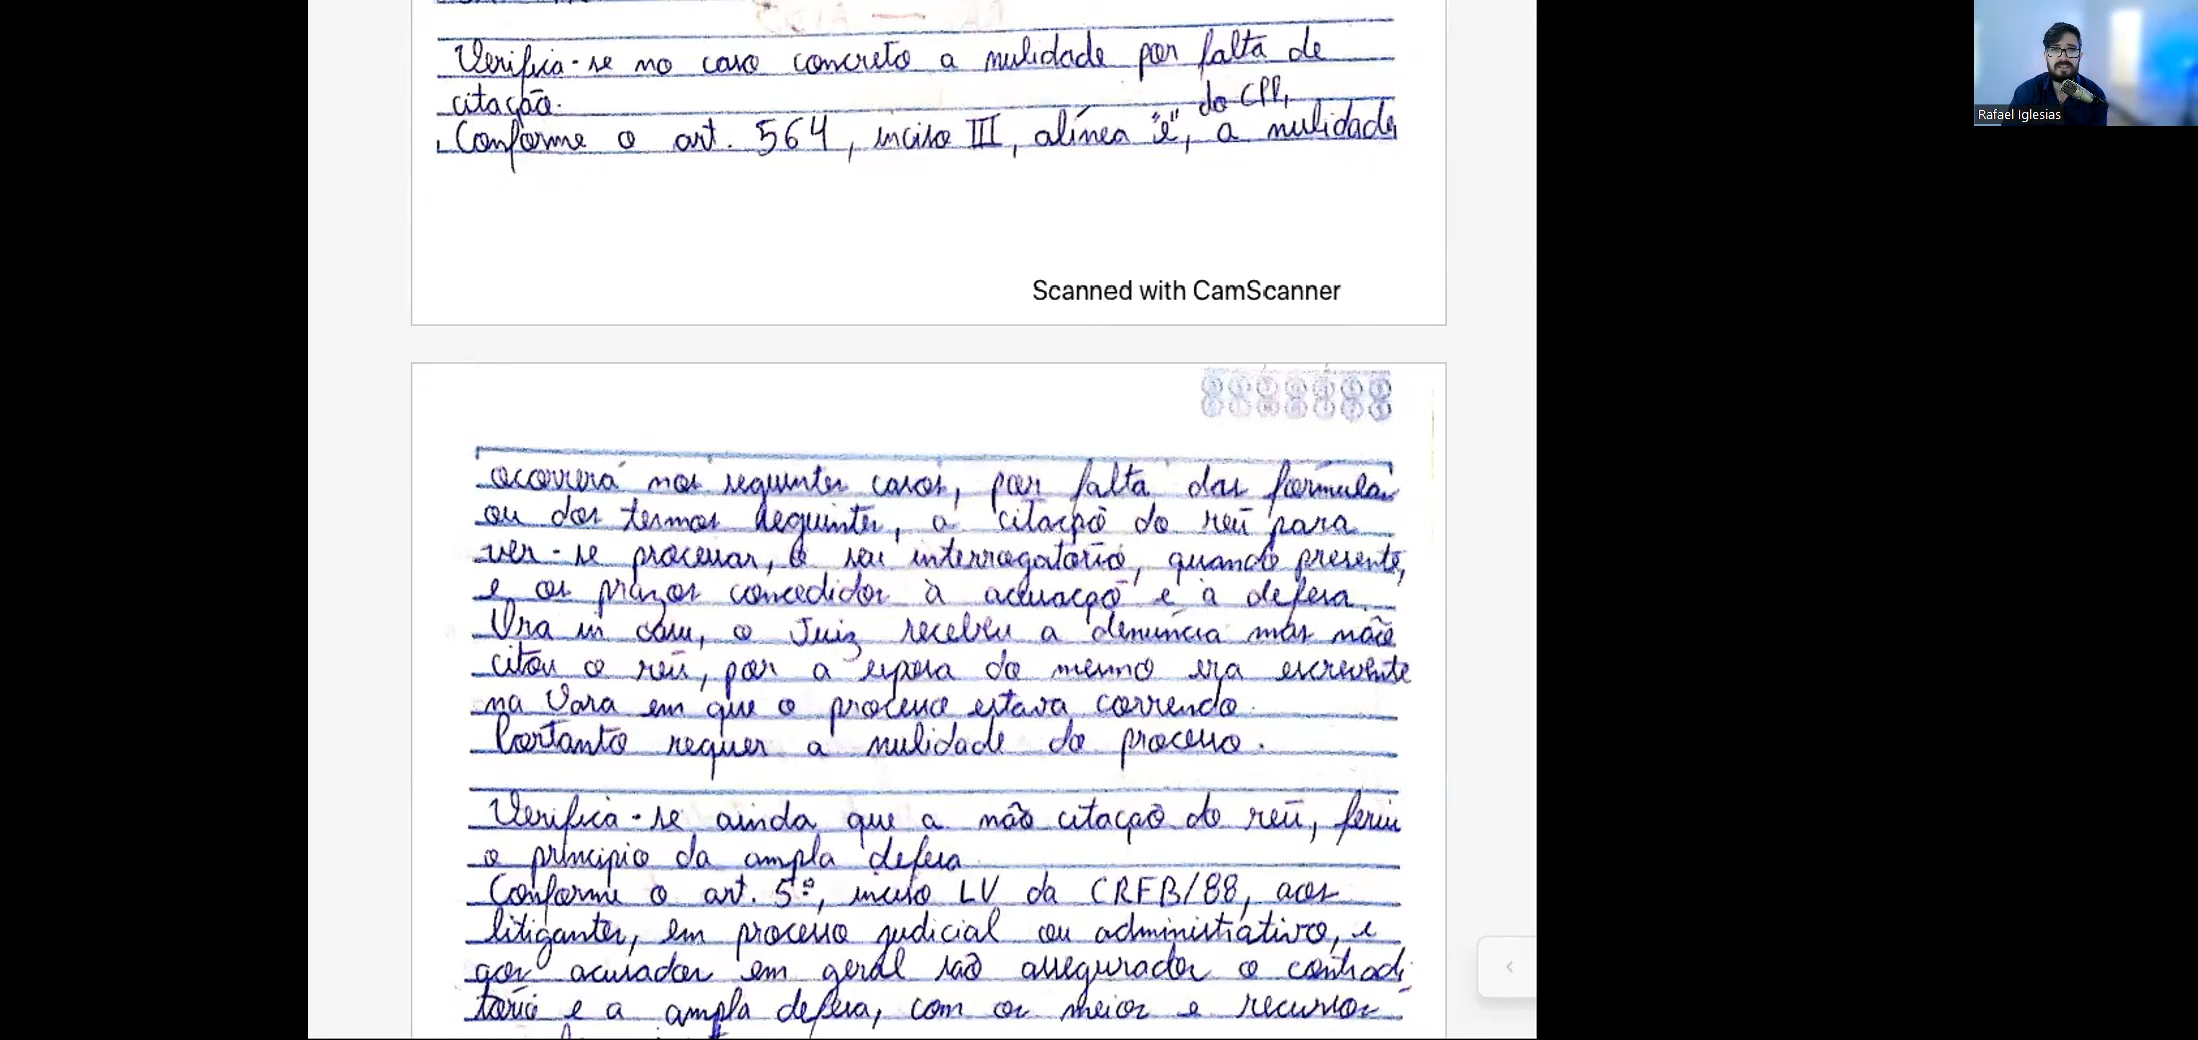 Verifica-se no caso concreto a nulidade por falta de
citação.
do CPP,
Conforme o art. 564, inciso III, alínea "e", a nulidade
Scanned with CamScanner
ocorrerá nos seguintes casos, por falta das fórmulas
ou dos termos seguintes, a citação do réu para
ver-se processar, o seu interrogatório, quando presente,
e os prazos concedidos à acusação e à defesa.
Ora in casu, o Juiz recebeu a denúncia mas não
citou o réu, por a esposa do mesmo era escrevente
na Vara em que o processo estava correndo.
Portanto requer a nulidade do processo.
Verifica-se ainda que a não citação do réu, feriu
o princípio da ampla defesa
Conforme o art. 5º, inciso LV da CRFB/88, aos
litigantes, em processo judicial ou administrativo, e
aos acusados em geral são assegurados o contradi
tório e a ampla defesa, com os meios e recursos
Rafael Iglesias